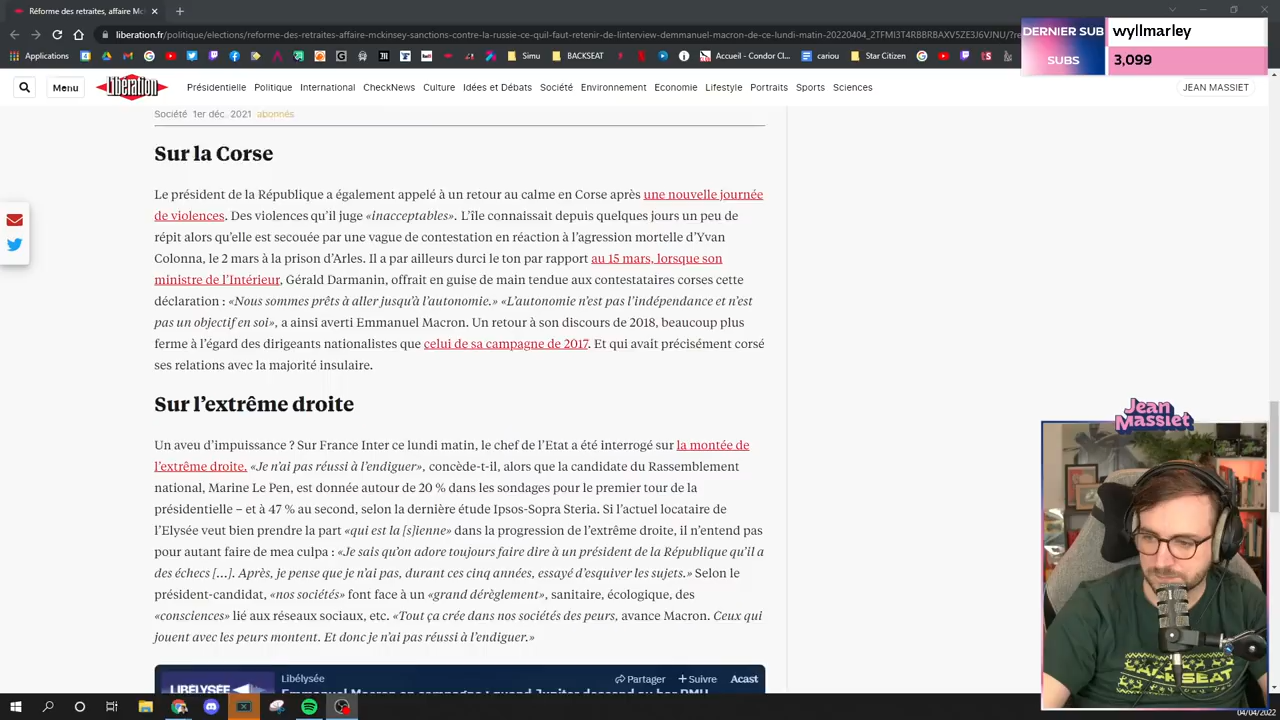 Réforme des retraites, affaire Mc
liberation.fr/politique/elections/reforme-des-retraites-affaire-mckinsey-sanctions-contre-la-russie-ce-quil-faut-retenir-de-linterview-demmanuel-macron-de-ce-lundi-matin-20220404_2TFMI3T4RBBRBAXV5ZE3J6VJNU/?re
Applications
Simu
BACKSEAT
Accueil - Condor Cl...
cariou
Star Citizen
DERNIER SUB
wyllmarley
SUBS
3,099
Menu
Libération
Présidentielle
Politique
International
CheckNews
Culture
Idées et Débats
Société
Environnement
Economie
Lifestyle
Portraits
Sports
Sciences
JEAN MASSIET
Société 1er déc. 2021 abonnés
Sur la Corse
Le président de la République a également appelé à un retour au calme en Corse après une nouvelle journée
de violences. Des violences qu’il juge «inacceptables». L’île connaissait depuis quelques jours un peu de
répit alors qu’elle est secouée par une vague de contestation en réaction à l’agression mortelle d’Yvan
Colonna, le 2 mars à la prison d’Arles. Il a par ailleurs durci le ton par rapport au 15 mars, lorsque son
ministre de l’Intérieur, Gérald Darmanin, offrait en guise de main tendue aux contestataires corses cette
déclaration : «Nous sommes prêts à aller jusqu’à l’autonomie.» «L’autonomie n’est pas l’indépendance et n’est
pas un objectif en soi», a ainsi averti Emmanuel Macron. Un retour à son discours de 2018, beaucoup plus
ferme à l’égard des dirigeants nationalistes que celui de sa campagne de 2017. Et qui avait précisément corsé
ses relations avec la majorité insulaire.
Sur l’extrême droite
Un aveu d’impuissance ? Sur France Inter ce lundi matin, le chef de l’Etat a été interrogé sur la montée de
l’extrême droite. «Je n’ai pas réussi à l’endiguer», concède-t-il, alors que la candidate du Rassemblement
national, Marine Le Pen, est donnée autour de 20 % dans les sondages pour le premier tour de la
présidentielle – et à 47 % au second, selon la dernière étude Ipsos-Sopra Steria. Si l’actuel locataire de
l’Elysée veut bien prendre la part «qui est la [s]ienne» dans la progression de l’extrême droite, il n’entend pas
pour autant faire de mea culpa : «Je sais qu’on adore toujours faire dire à un président de la République qu’il a
des échecs […]. Après, je pense que je n’ai pas, durant ces cinq années, essayé d’esquiver les sujets.» Selon le
président-candidat, «nos sociétés» font face à un «grand dérèglement», sanitaire, écologique, des
«consciences» lié aux réseaux sociaux, etc. «Tout ça crée dans nos sociétés des peurs, avance Macron. Ceux qui
jouent avec les peurs montent. Et donc je n’ai pas réussi à l’endiguer.»
Libélysée
Partager
Suivre
Acast
LIBÉLYSÉE
Emmanuel Macron en campagne : quand Jupiter descend au bar PMU
Jean
Massiet
BACKSEAT
04/04/2022